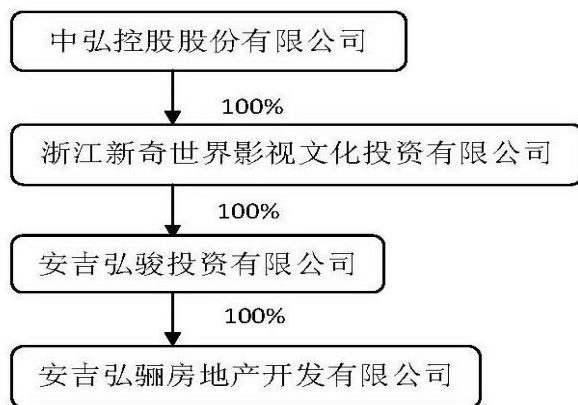 中弘控股股份有限公司
100%
浙江新奇世界影视文化投资有限公司
100%
安吉弘骏投资有限公司
100%
安吉弘骊房地产开发有限公司